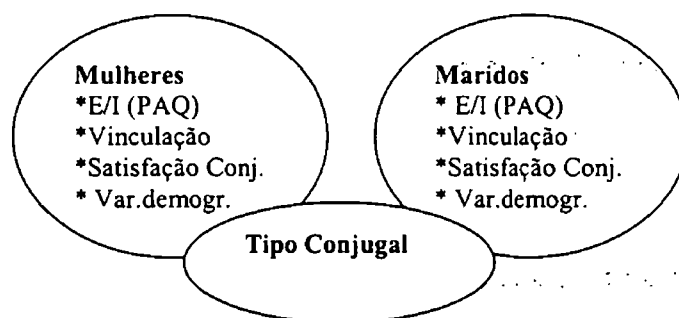 Mulheres
*E/I (PAQ)
*Vinculação
*Satisfação Conj.
* Var.demogr.
Maridos
* E/I (PAQ)
*Vinculação
*Satisfação Conj.
* Var.demogr.
Tipo Conjugal